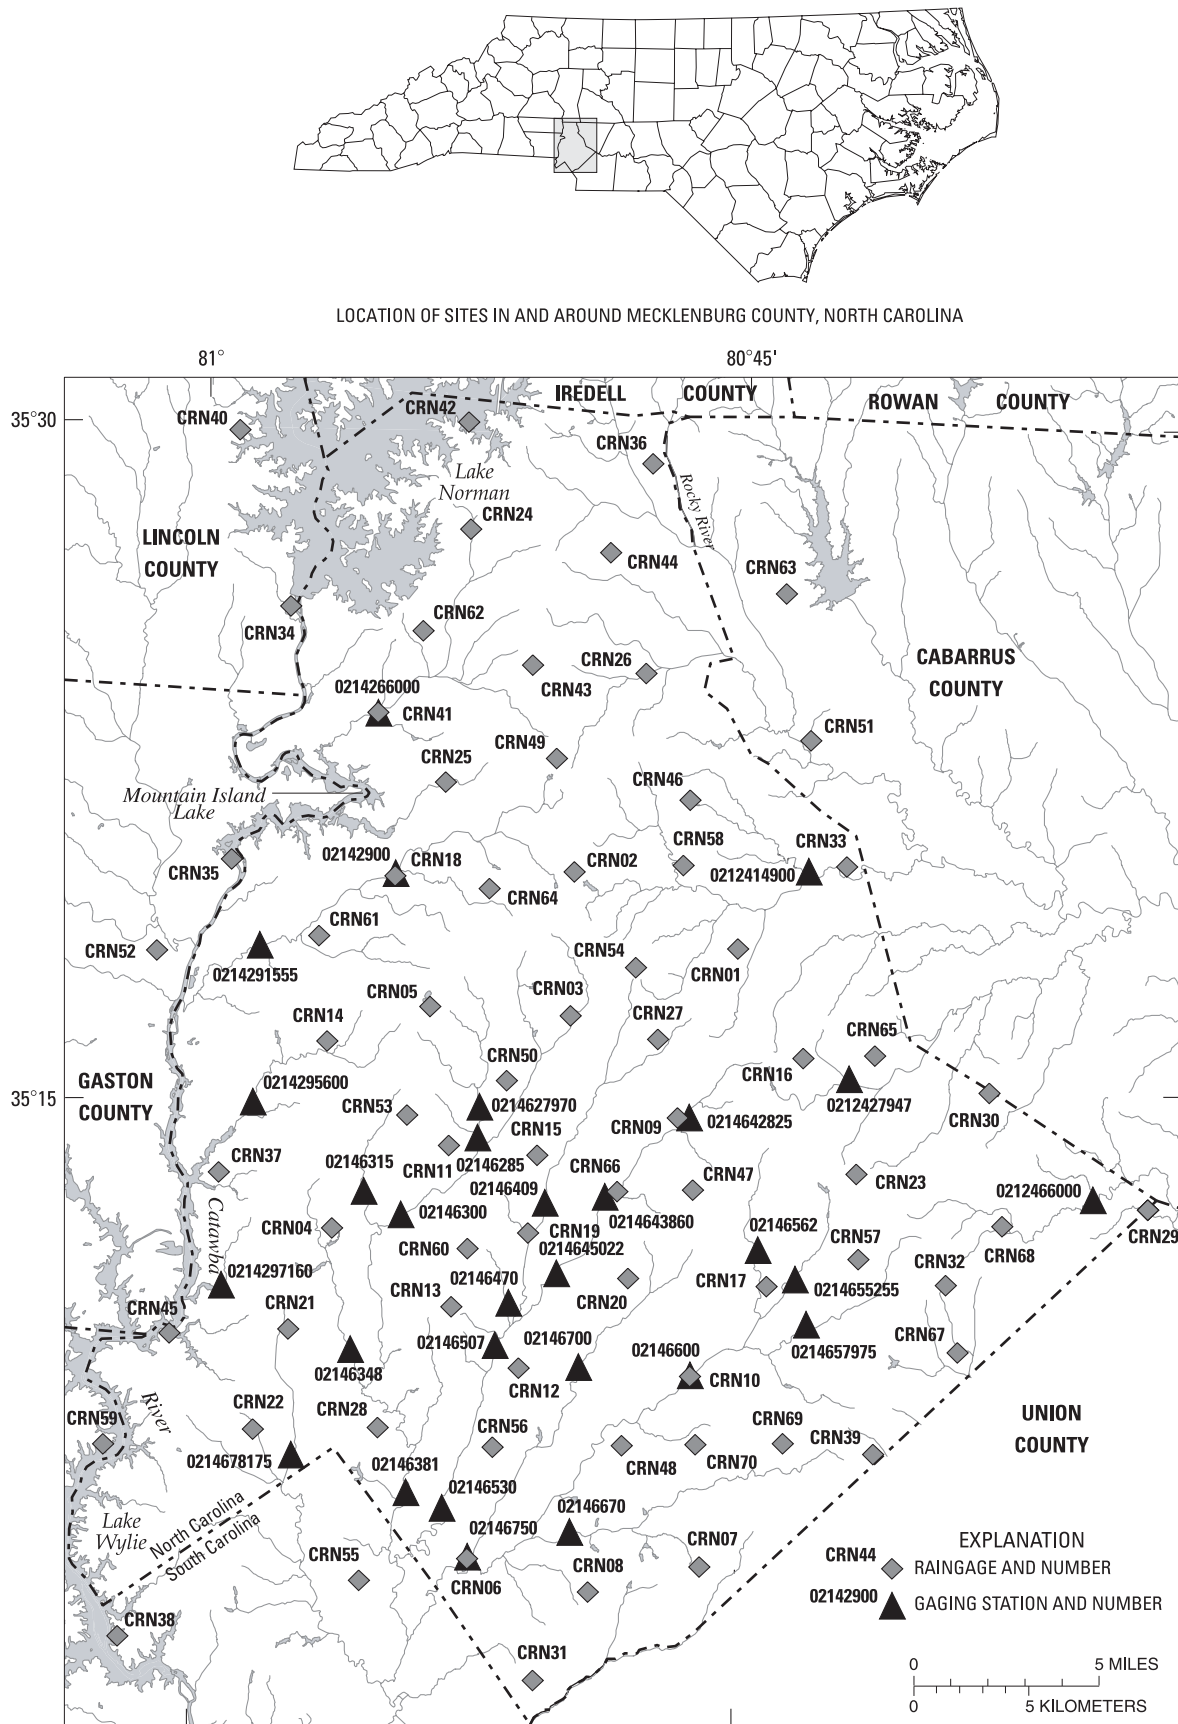 LOCATION OF SITES IN AND AROUND MECKLENBURG COUNTY, NORTH CAROLINA
81°
80°45'
35°30
IREDELL COUNTY
ROWAN COUNTY
CRN40
CRN42
CRN36
Lake
Norman
Rocky River
CRN24
LINCOLN
COUNTY
CRN44
CRN63
CRN34
CRN62
CRN26
CRN43
CABARRUS
COUNTY
0214266000
CRN41
CRN51
CRN49
CRN25
CRN46
Mountain Island
Lake
CRN58
CRN33
02142900
CRN18
CRN02
0212414900
CRN35
CRN64
CRN61
CRN52
CRN54
CRN01
0214291555
CRN05
CRN03
CRN14
CRN27
CRN65
CRN50
CRN16
GASTON
COUNTY
0214295600
35°15
CRN53
0214627970
0212427947
CRN30
CRN09
0214642825
CRN15
CRN11
02146285
CRN37
02146315
CRN66
CRN47
CRN23
02146409
0212466000
Catawba
02146300
0214643860
CRN04
CRN19
02146562
CRN57
CRN68
CRN29
CRN60
0214645022
CRN32
0214297160
02146470
CRN17
0214655255
CRN13
CRN20
CRN45
CRN21
02146507
02146700
02146600
0214657975
CRN67
02146348
CRN12
CRN10
River
CRN22
CRN28
CRN59
CRN56
CRN69
CRN39
UNION
COUNTY
0214678175
CRN48
CRN70
02146381
02146530
02146670
Lake
Wylie
North Carolina
South Carolina
02146750
CRN55
CRN07
CRN08
CRN06
CRN38
CRN31
EXPLANATION
CRN44
RAINGAGE AND NUMBER
02142900
GAGING STATION AND NUMBER
0 5 MILES
0 5 KILOMETERS